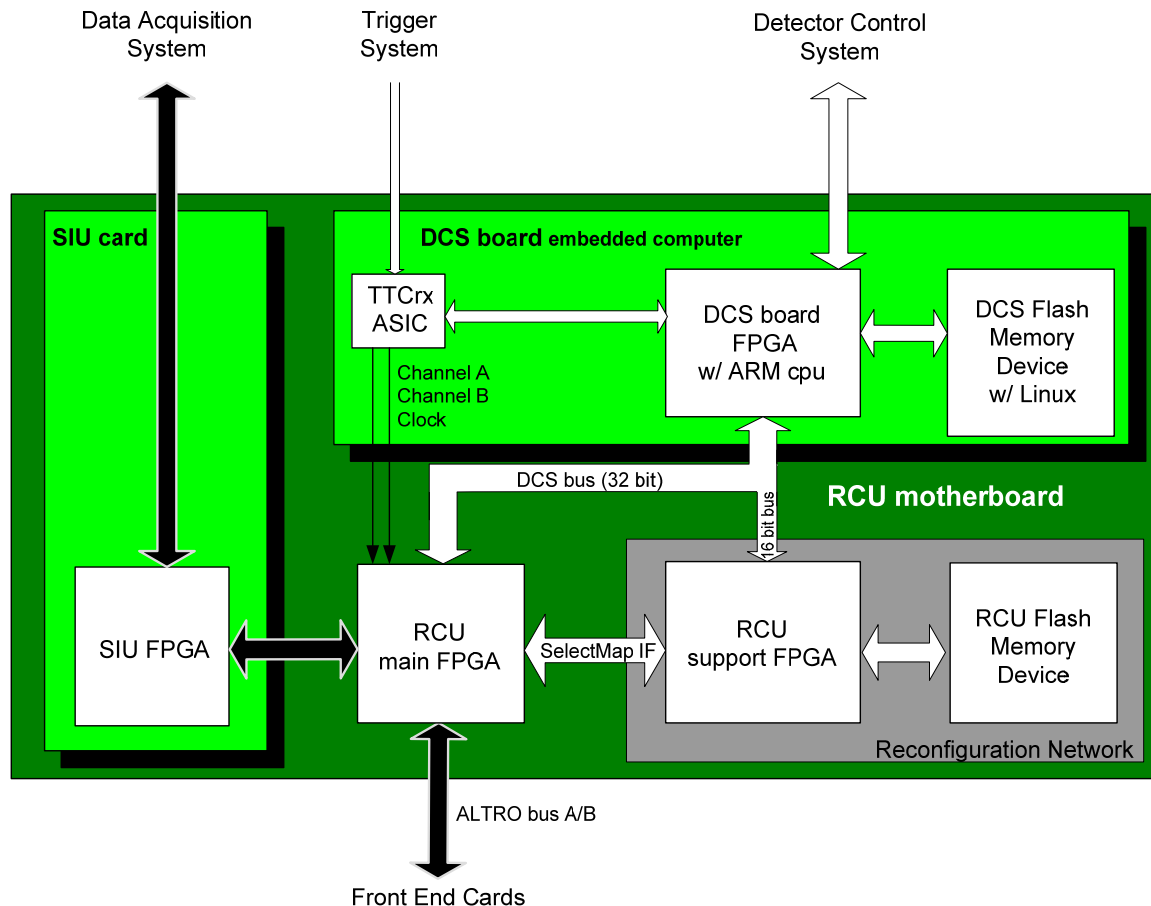 Data Acquisition
System
Trigger
System
Detector Control
System
SIU card
DCS board embedded computer
TTCrx
ASIC
DCS board
FPGA
w/ ARM cpu
DCS Flash
Memory
Device
w/ Linux
Channel A
Channel B
Clock
DCS bus (32 bit)
16 bit bus
RCU motherboard
SIU FPGA
RCU
main FPGA
SelectMap IF
RCU
support FPGA
RCU Flash
Memory
Device
Reconfiguration Network
ALTRO bus A/B
Front End Cards